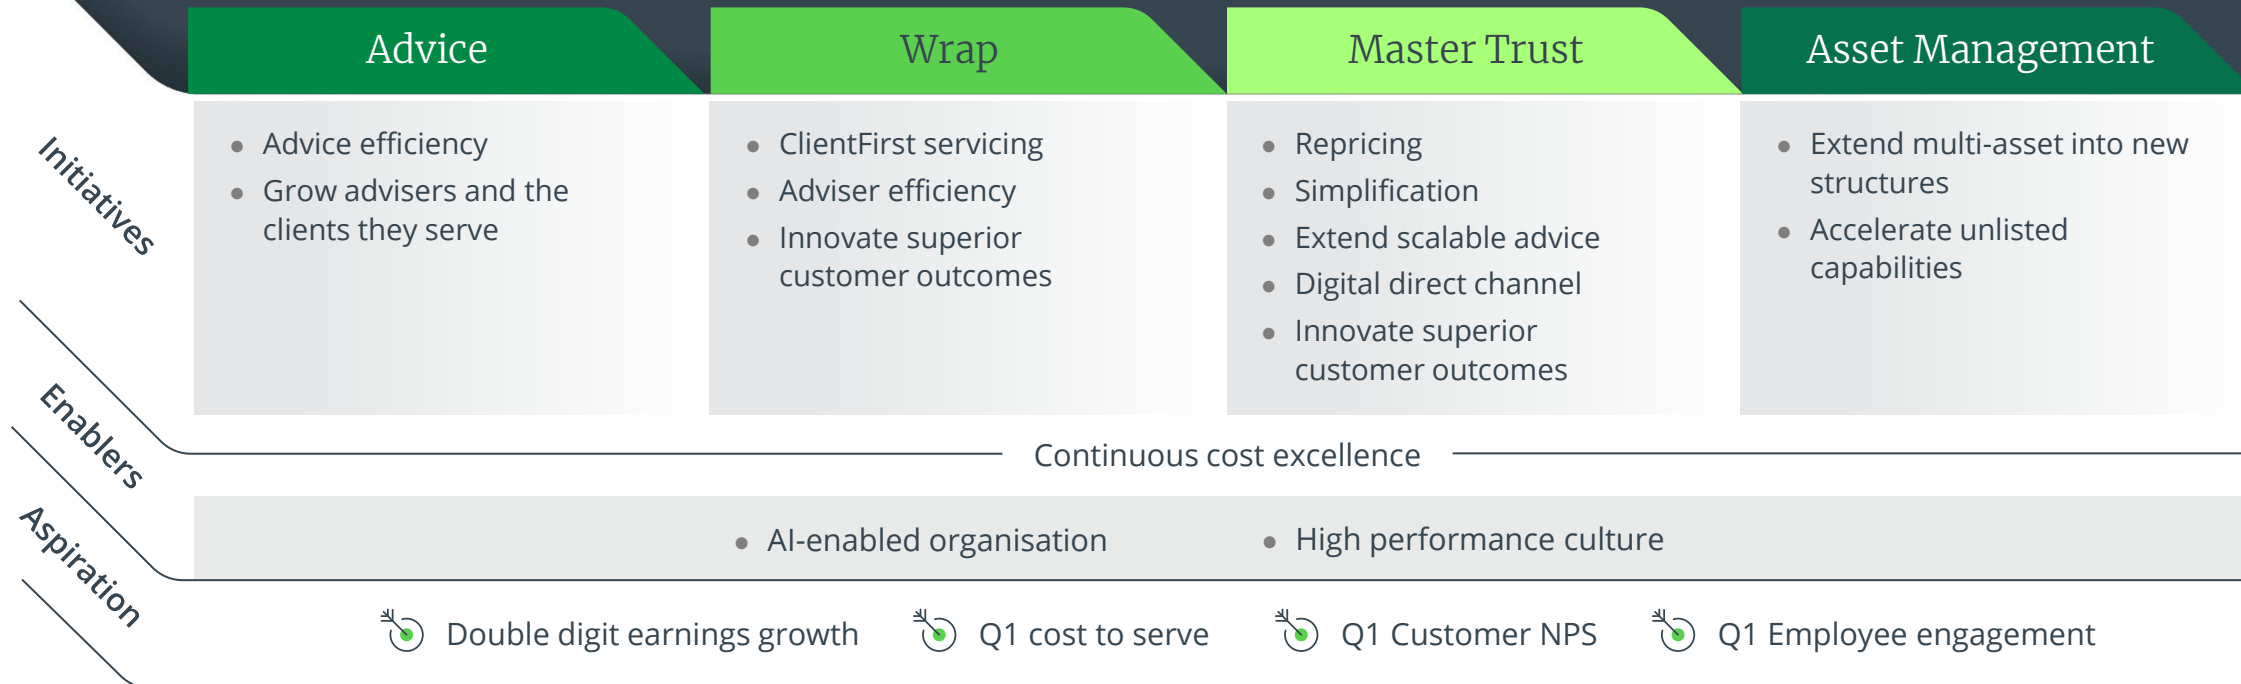 Advice
Wrap
Master Trust
Asset Management
Initiatives
Advice efficiency
Grow advisers and the
clients they serve
ClientFirst servicing
Adviser efficiency
Innovate superior
customer outcomes
Repricing
Simplification
Extend scalable advice
Digital direct channel
Innovate superior
customer outcomes
Extend multi-asset into new
structures
Accelerate unlisted
capabilities
Continuous cost excellence
Enablers
AI-enabled organisation
High performance culture
Aspiration
Double digit earnings growth
Q1 cost to serve
Q1 Customer NPS
Q1 Employee engagement